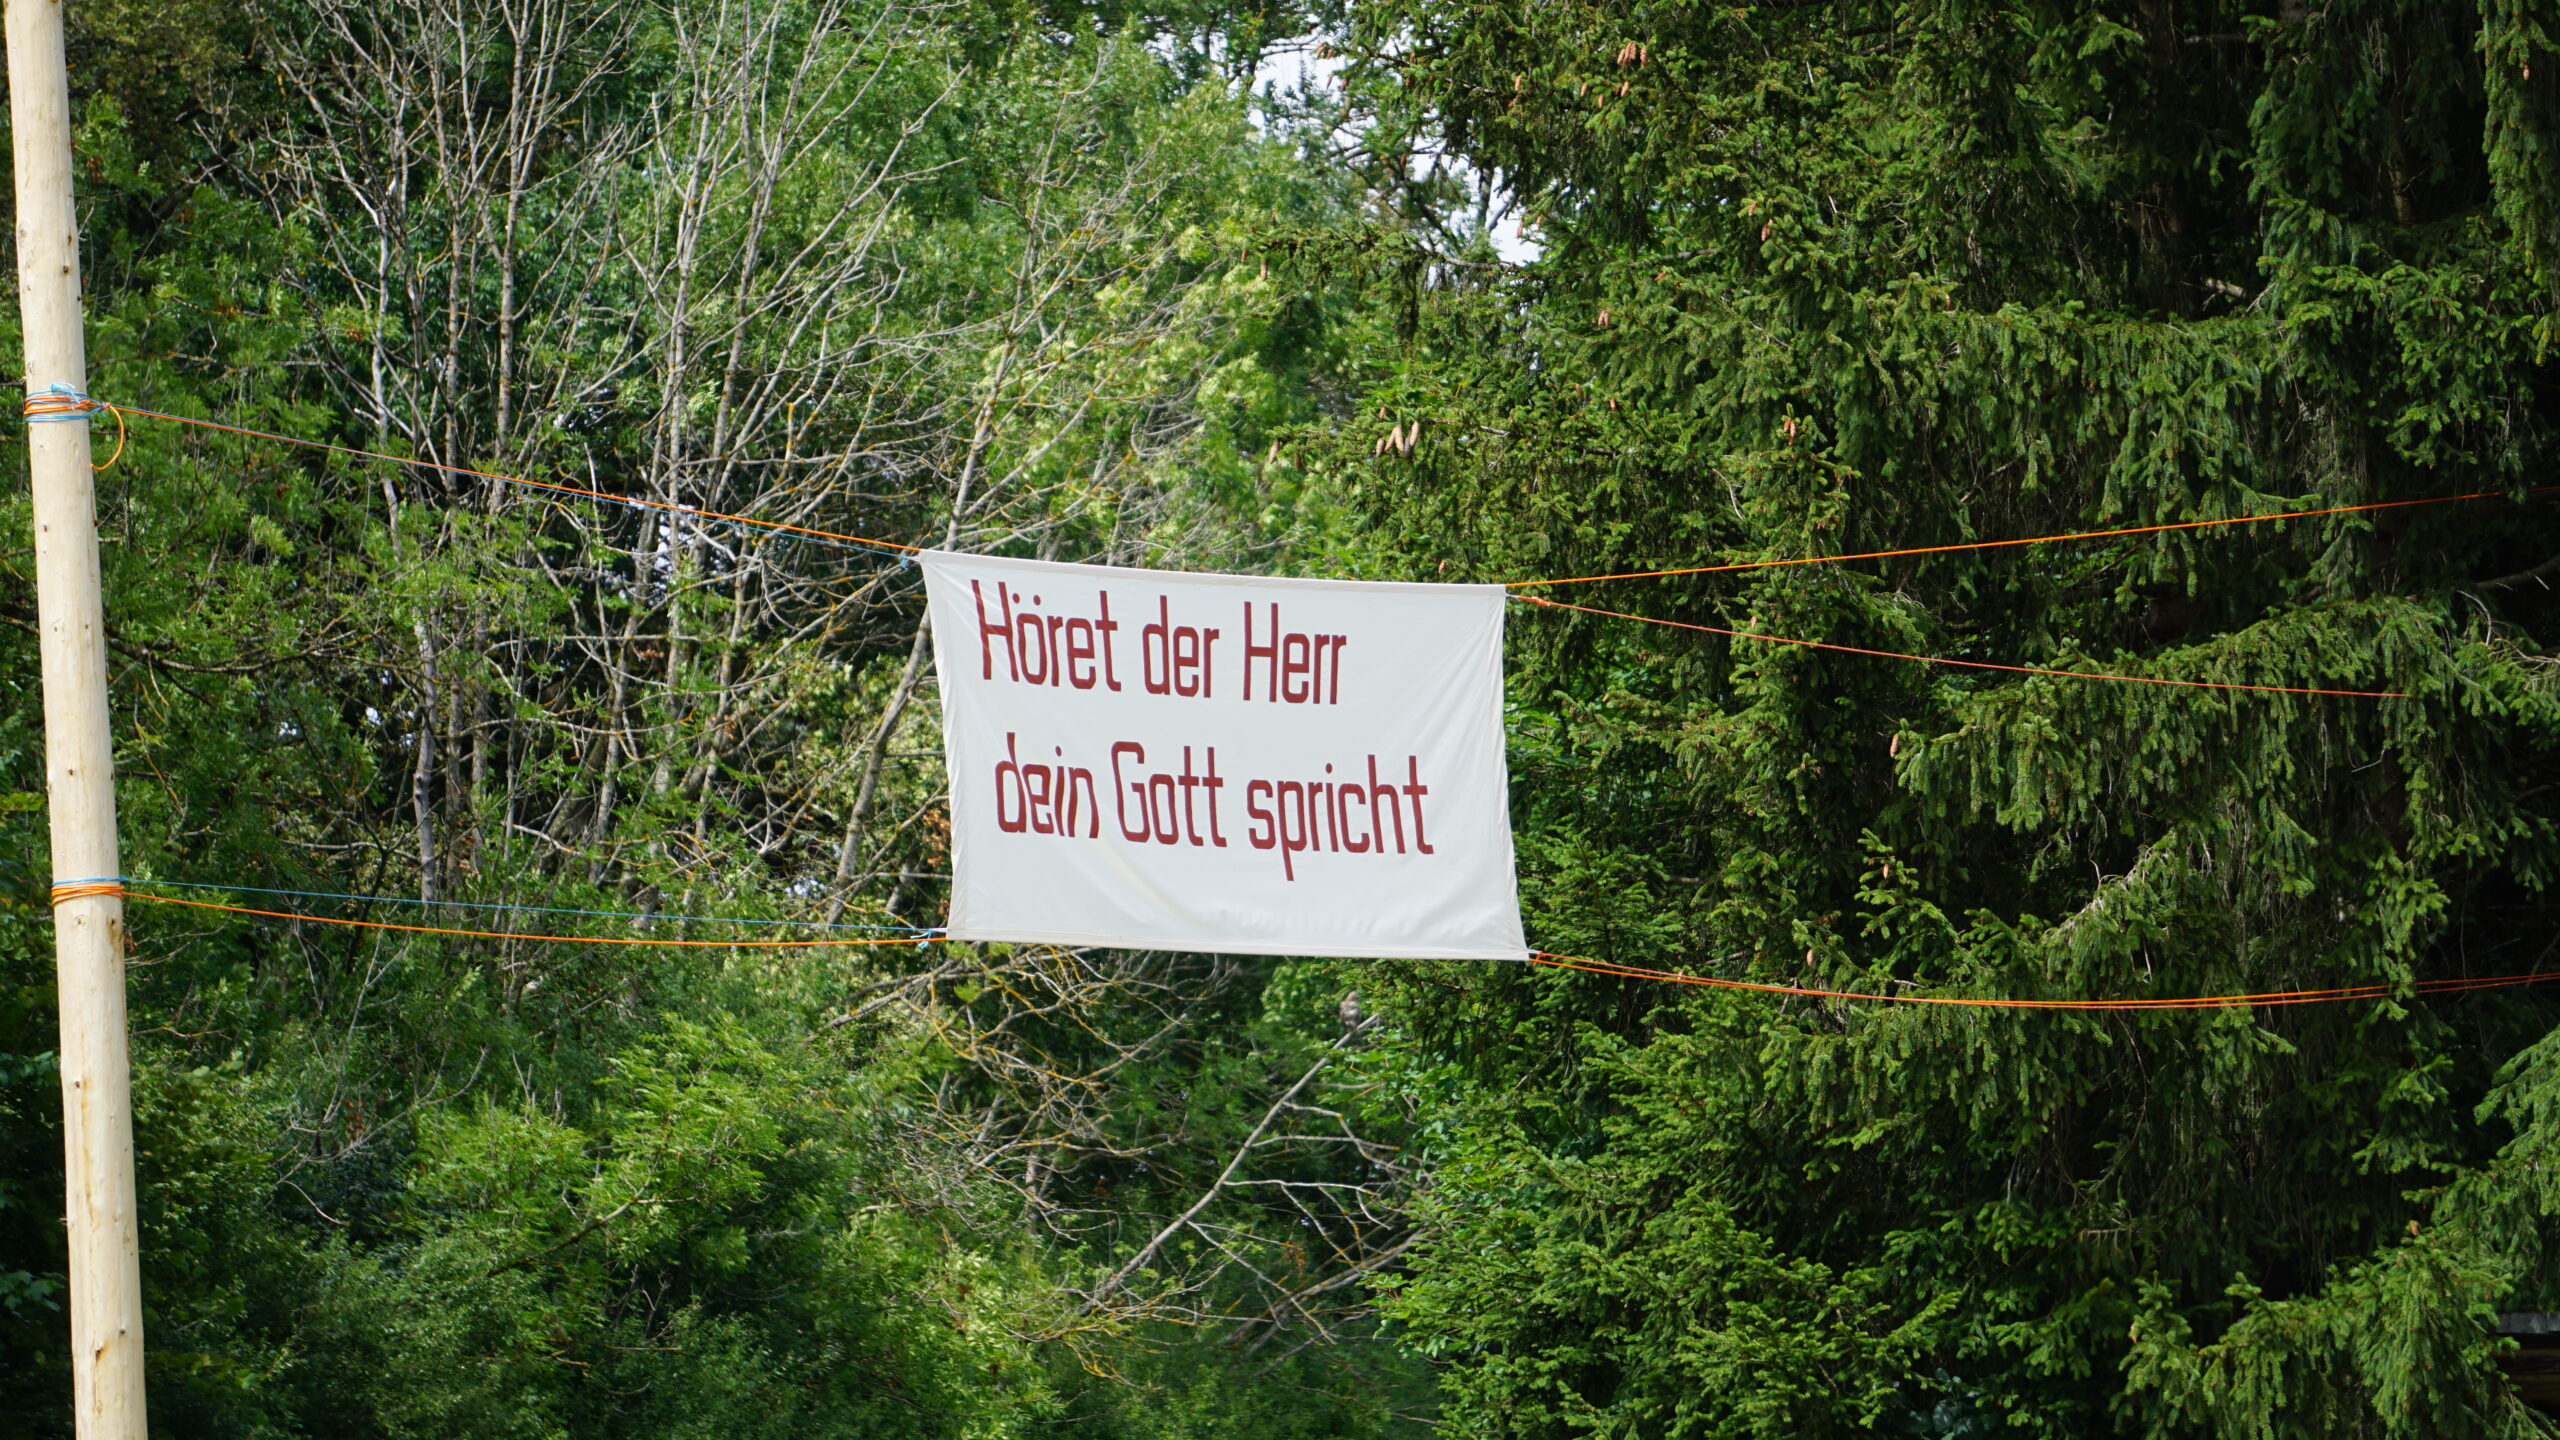 Höret der Herr
dein Gott spricht